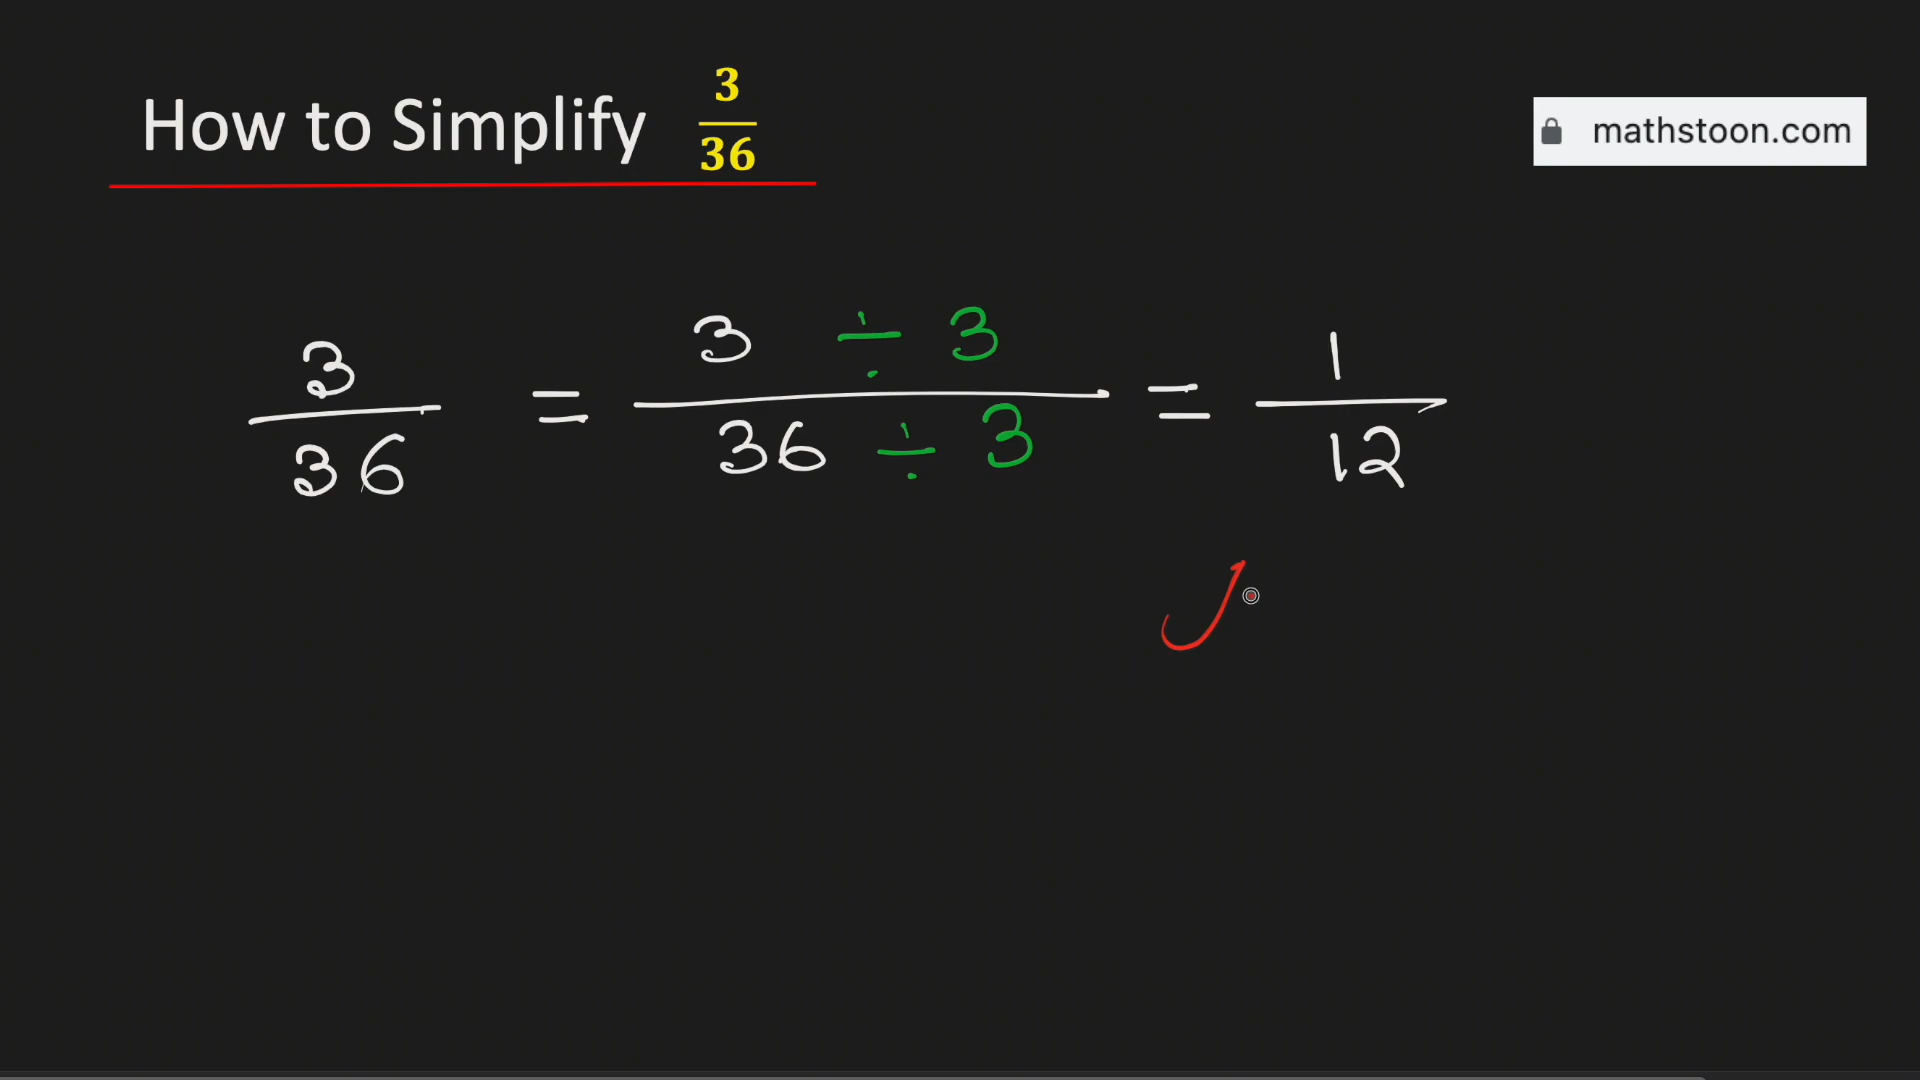 How to Simplify 3/36
mathstoon.com
3/36 = 3 ÷ 3/36 ÷ 3 = 1/12